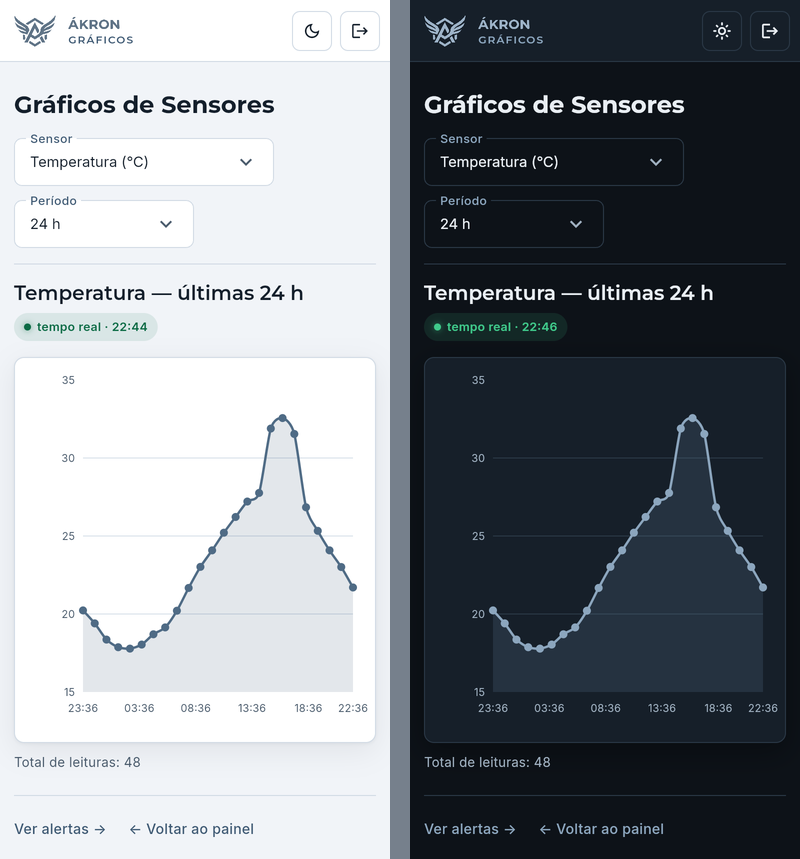 ÁKRON
GRÁFICOS
Gráficos de Sensores
Sensor
Temperatura (°C)
Período
24 h
Temperatura — últimas 24 h
tempo real · 22:44
35
30
25
20
15
23:36 03:36 08:36 13:36 18:36 22:36
Total de leituras: 48
Ver alertas → ← Voltar ao painel
ÁKRON
GRÁFICOS
Gráficos de Sensores
Sensor
Temperatura (°C)
Período
24 h
Temperatura — últimas 24 h
tempo real · 22:46
35
30
25
20
15
23:36 03:36 08:36 13:36 18:36 22:36
Total de leituras: 48
Ver alertas → ← Voltar ao painel